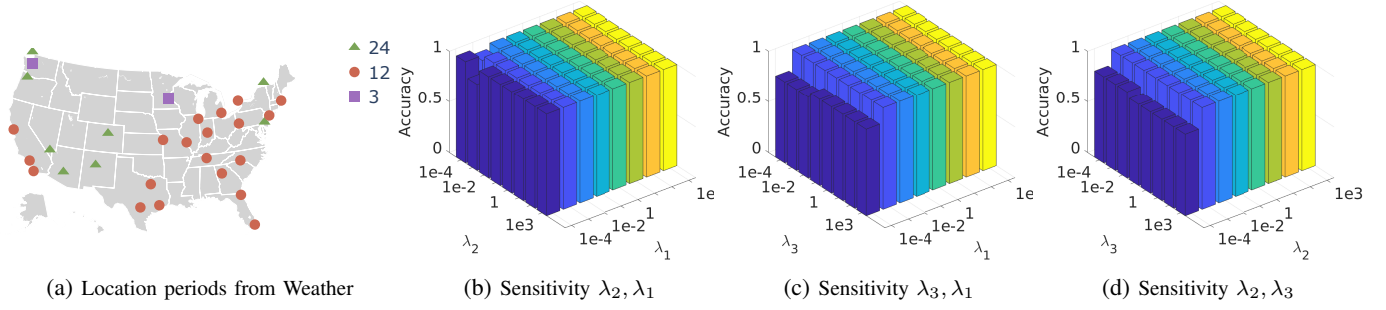 24
12
3
(a) Location periods from Weather
1
0.5
0
Accuracy
1e-4
1e-2
1
1e3
λ2
1e-4
1e-2
1
1e
λ1
(b) Sensitivity λ2, λ1
1
0.5
0
Accuracy
1e-4
1e-2
1
1e3
λ3
1e-4
1e-2
1
1e
λ1
(c) Sensitivity λ3, λ1
1
0.5
0
Accuracy
1e-4
1e-2
1
1e3
λ3
1e-4
1e-2
1
1e3
λ2
(d) Sensitivity λ2, λ3